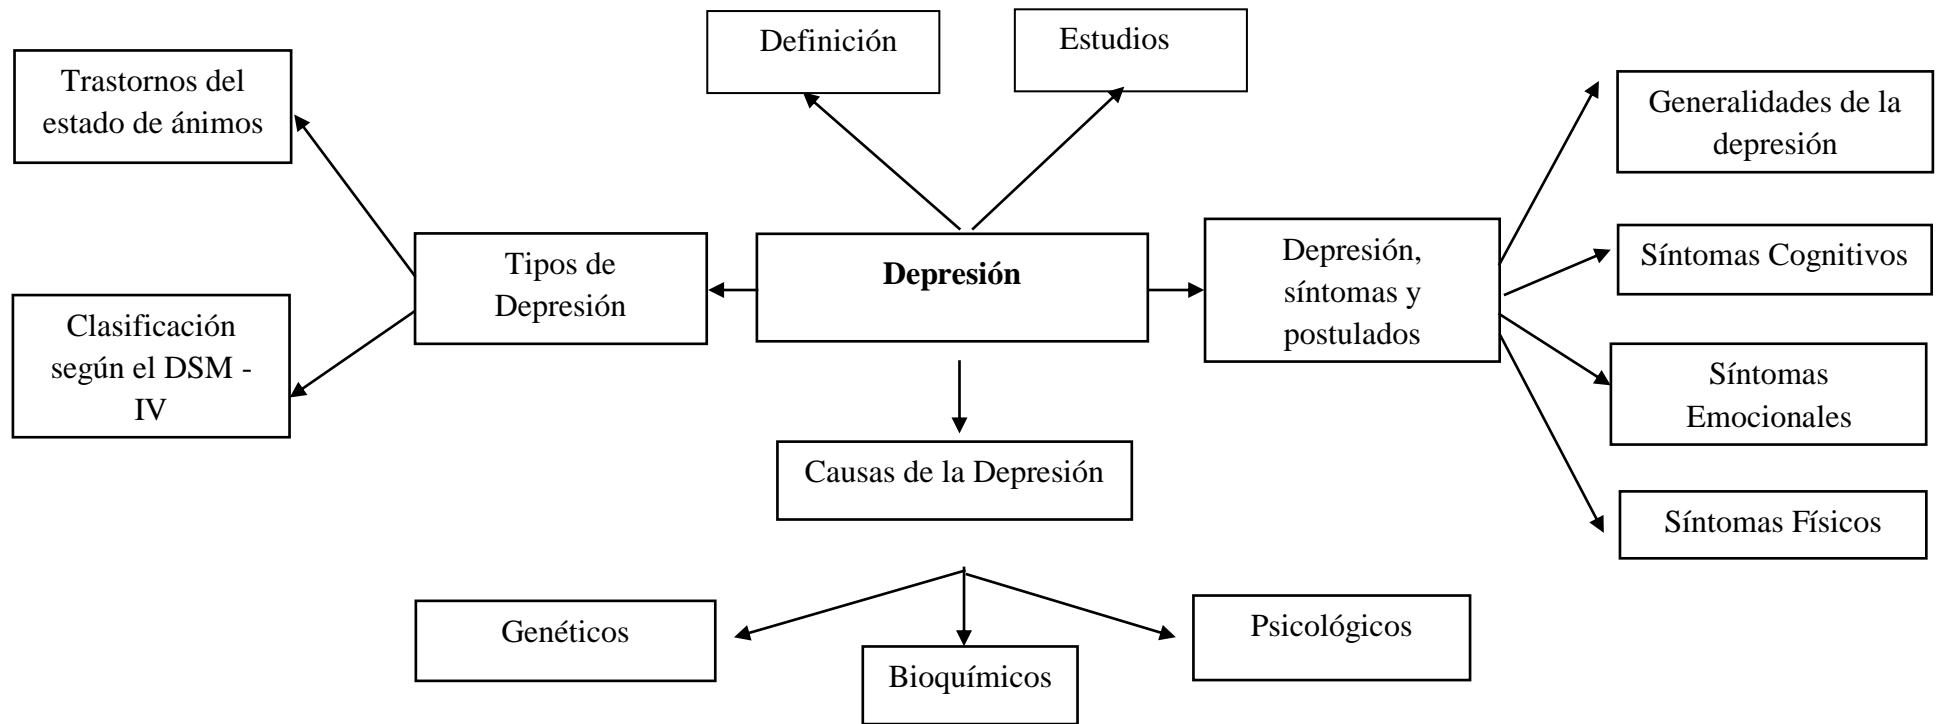 Definición
Estudios
Trastornos del
estado de ánimos
Generalidades de la
depresión
Tipos de
Depresión
Depresión
Depresión,
síntomas y
postulados
Síntomas Cognitivos
Clasificación
según el DSM -
IV
Síntomas
Emocionales
Causas de la Depresión
Síntomas Físicos
Genéticos
Bioquímicos
Psicológicos